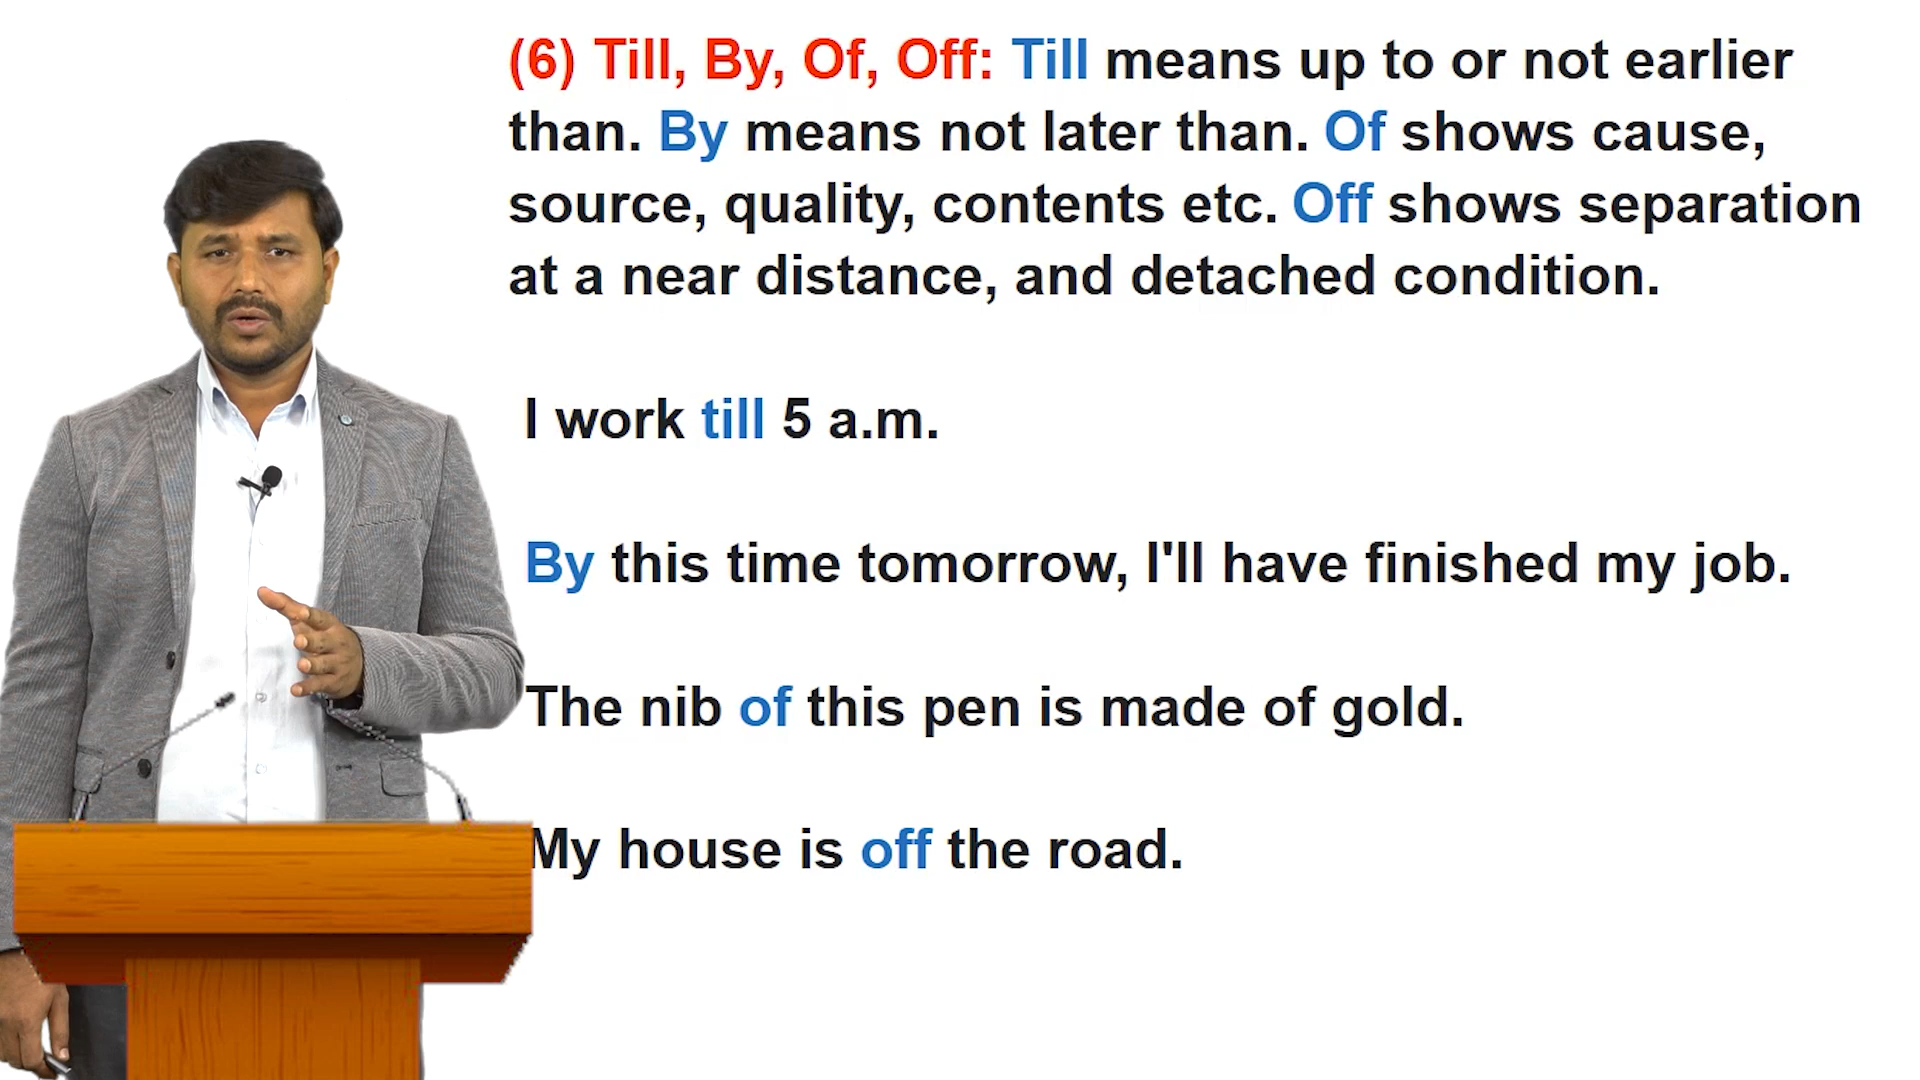 (6) Till, By, Of, Off: Till means up to or not earlier
than. By means not later than. Of shows cause,
source, quality, contents etc. Off shows separation
at a near distance, and detached condition.
I work till 5 a.m.
By this time tomorrow, I'll have finished my job.
The nib of this pen is made of gold.
My house is off the road.